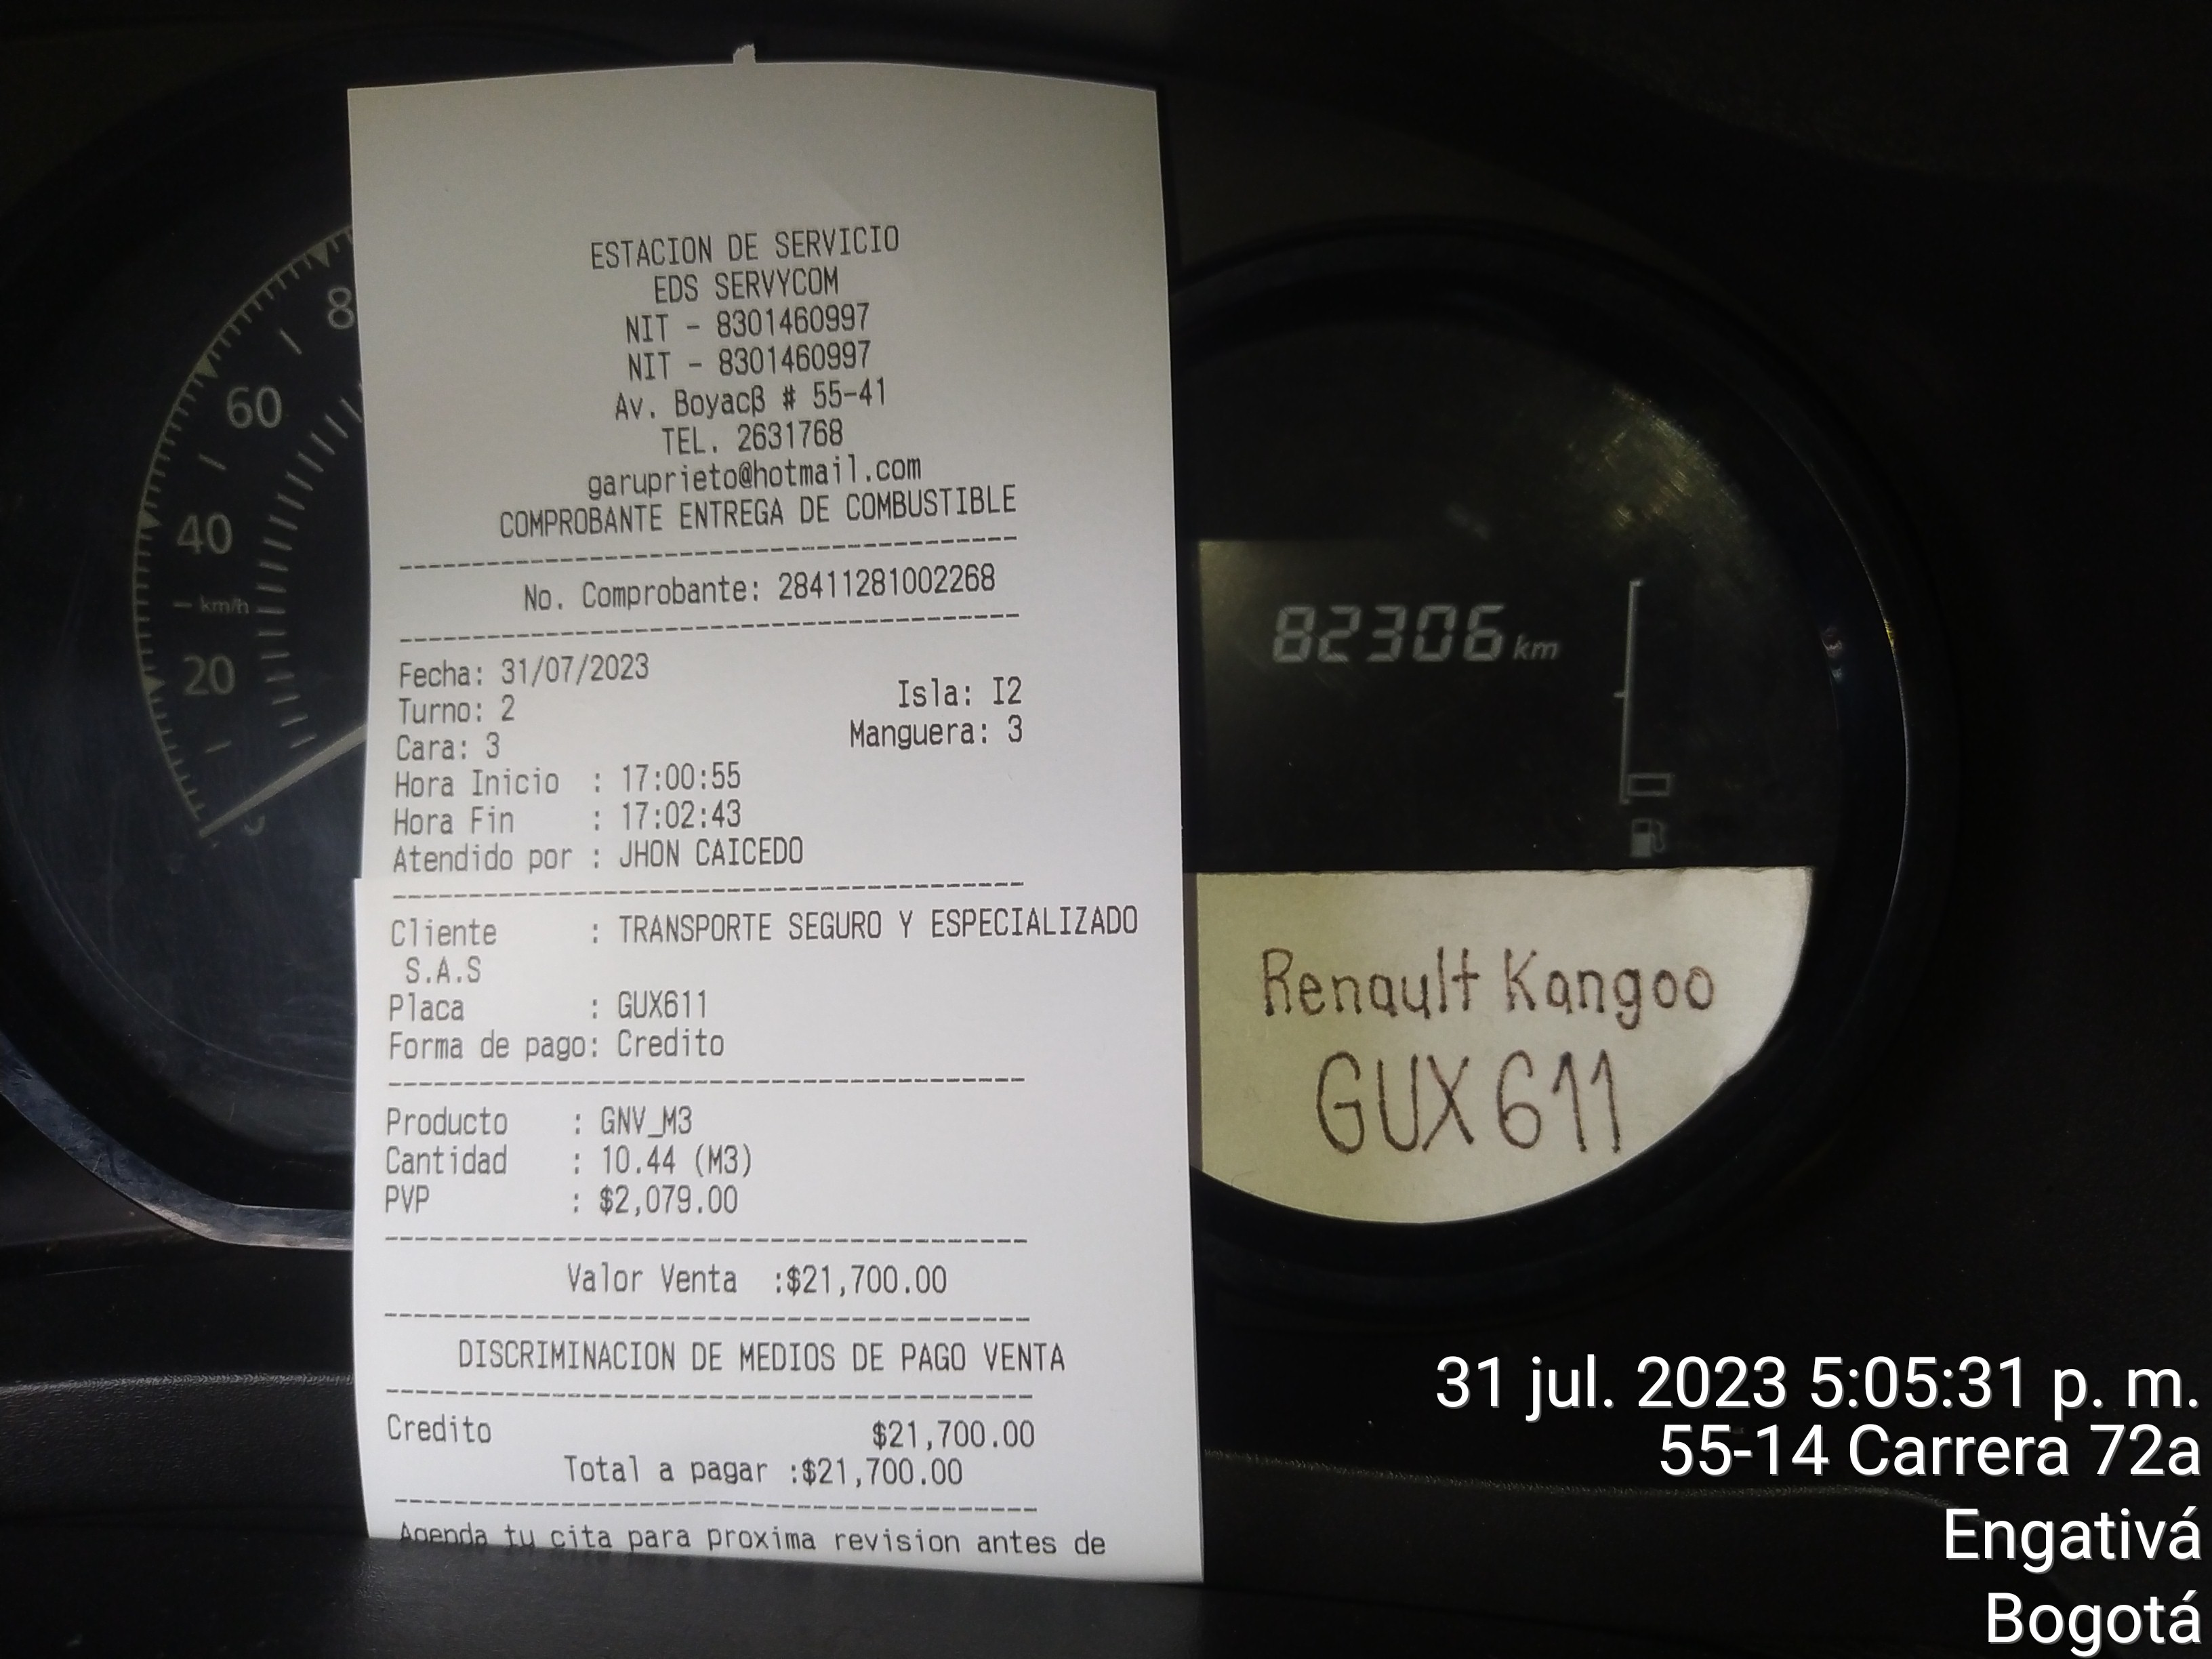 ESTACION DE SERVICIO
EDS SERVYCOM
NIT - 8301460997
NIT - 8301460997
Av. Boyacβ # 55-41
TEL. 2631768
garuprieto@hotmail.com
COMPROBANTE ENTREGA DE COMBUSTIBLE
No. Comprobante: 28411281002268
Fecha: 31/07/2023
Turno: 2 Isla: I2
Cara: 3 Manguera: 3
Hora Inicio : 17:00:55
Hora Fin : 17:02:43
Atendido por : JHON CAICEDO
Cliente : TRANSPORTE SEGURO Y ESPECIALIZADO
S.A.S
Placa : GUX611
Forma de pago: Credito
Producto : GNV_M3
Cantidad : 10.44 (M3)
PVP : $2,079.00
Valor Venta :$21,700.00
DISCRIMINACION DE MEDIOS DE PAGO VENTA
Credito $21,700.00
Total a pagar :$21,700.00
Agenda tu cita para proxima revision antes de
8
60
40
km/h
20
82306 km
Renault Kangoo
GUX611
31 jul. 2023 5:05:31 p. m.
55-14 Carrera 72a
Engativá
Bogotá